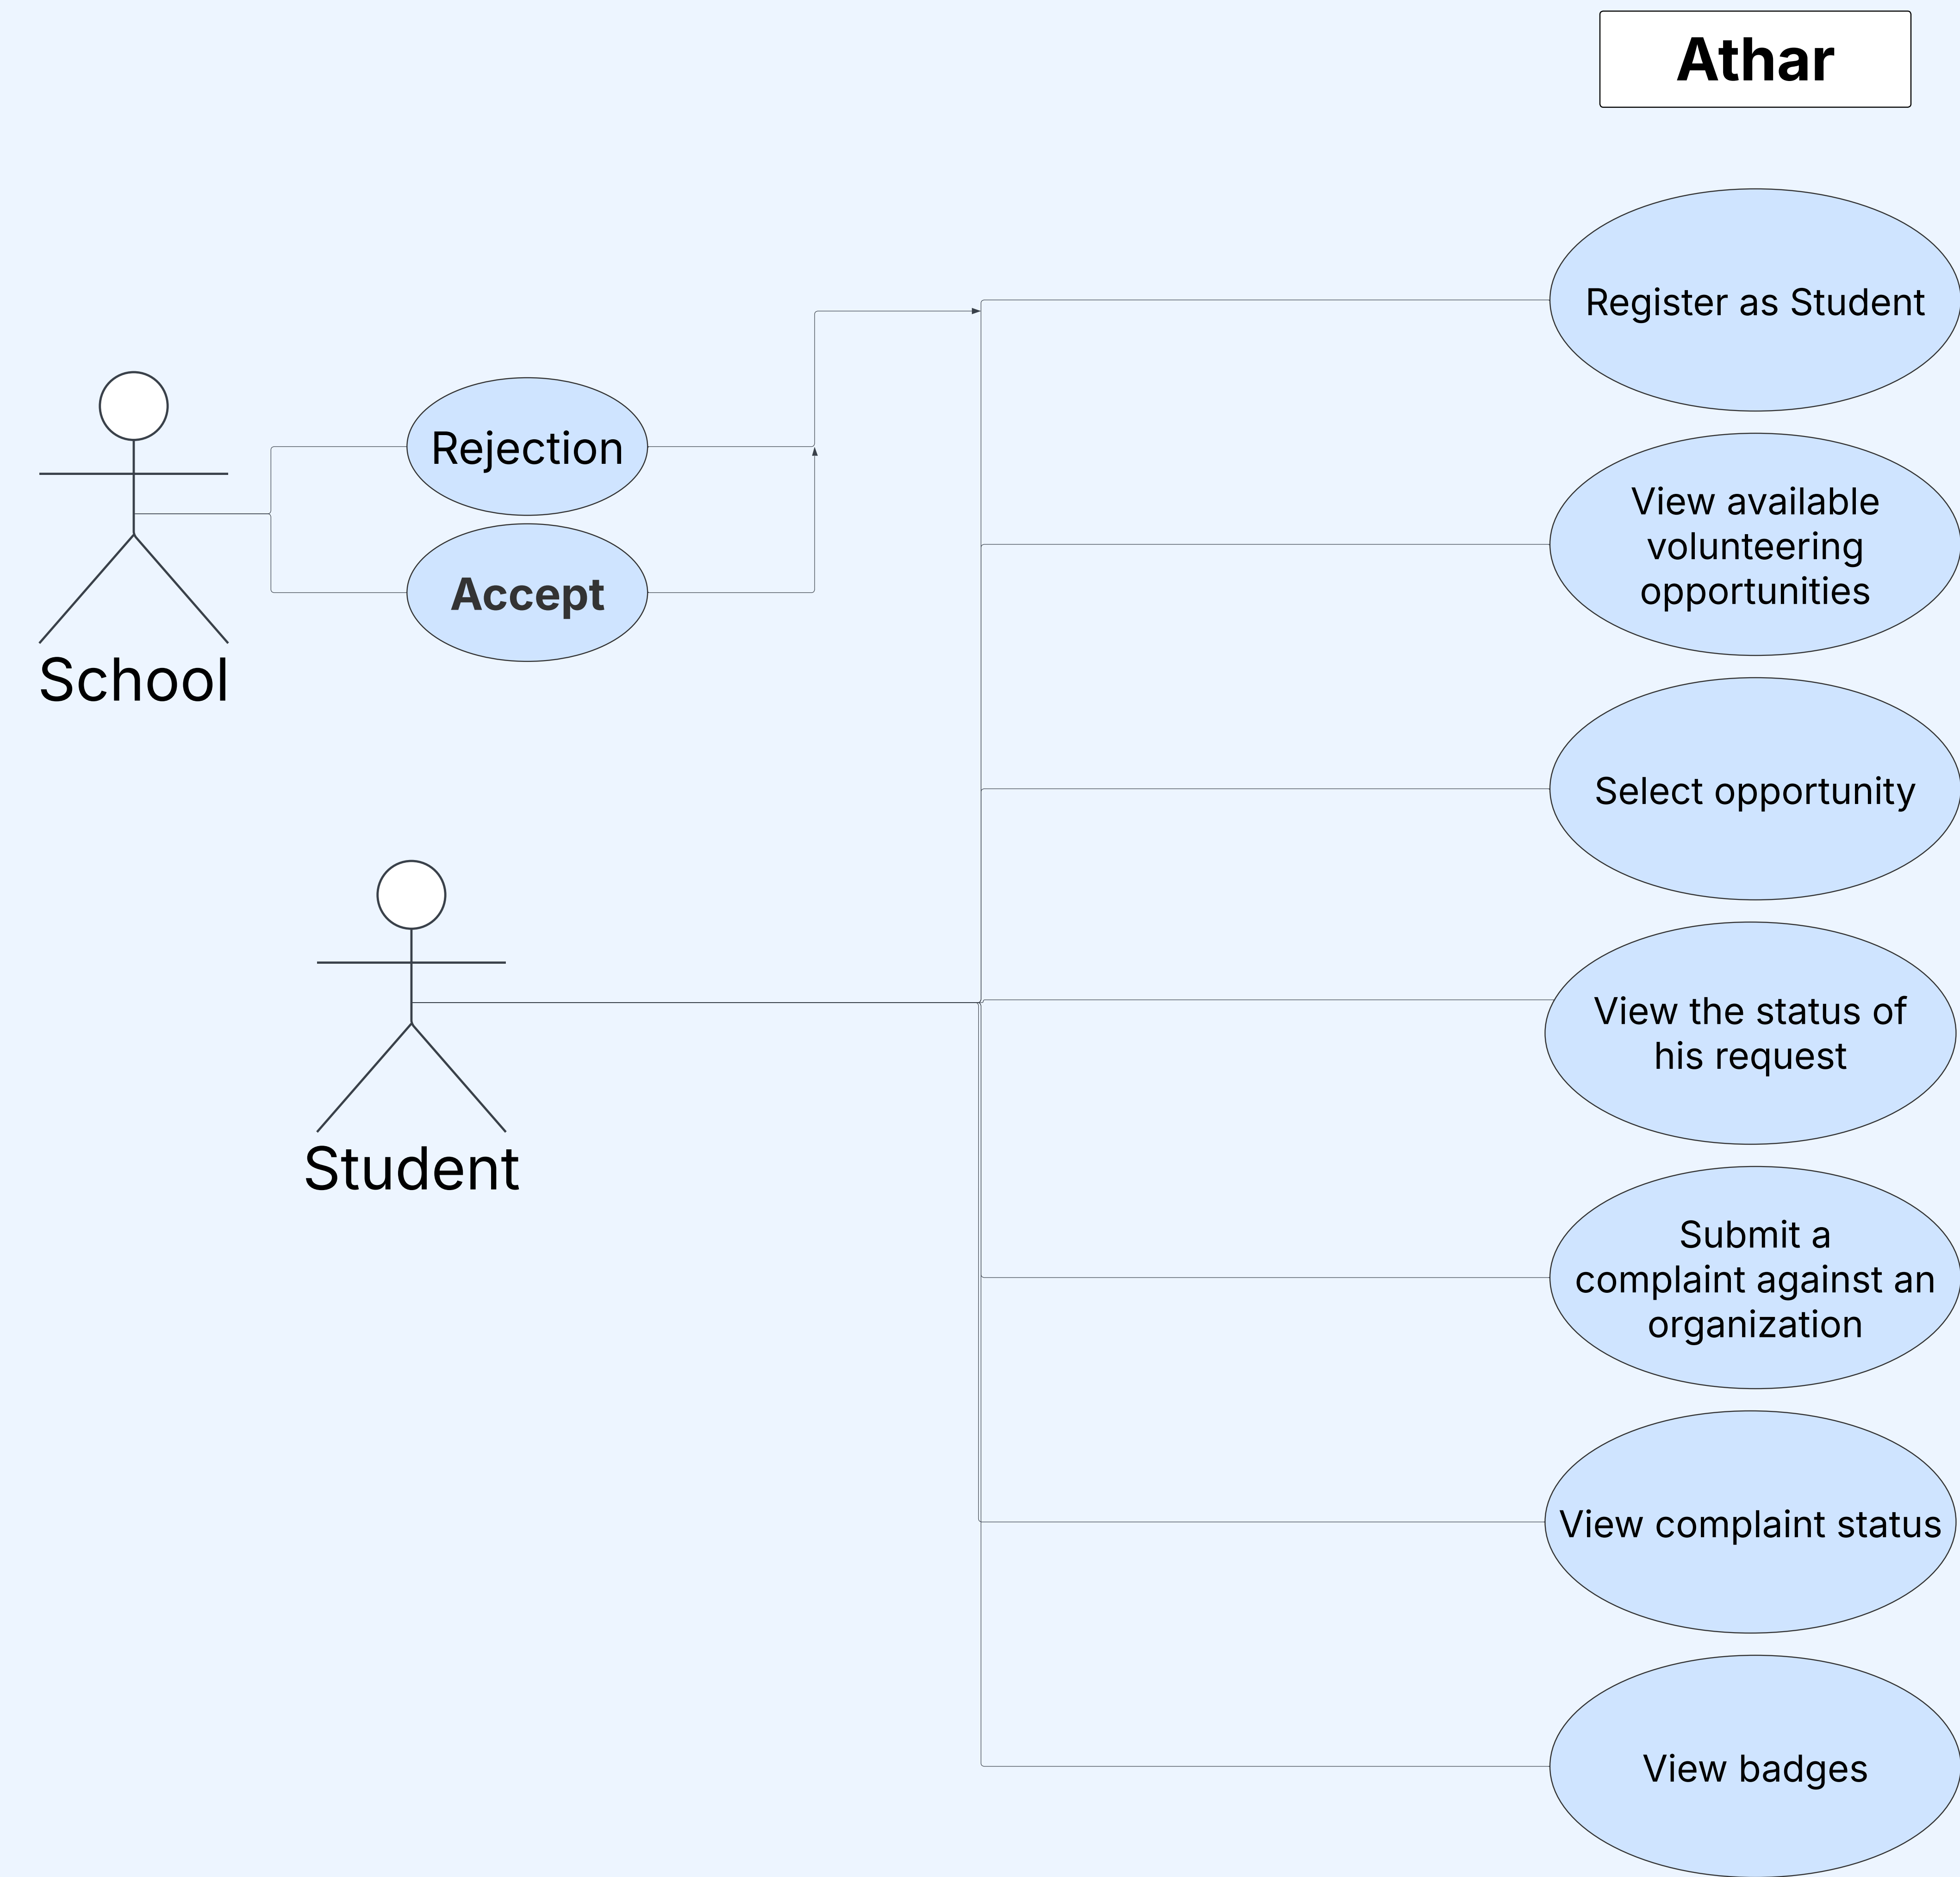 Athar
Register as Student
Rejection
Accept
School
View available
volunteering
opportunities
Select opportunity
Student
View the status of
his request
Submit a
complaint against an
organization
View complaint status
View badges